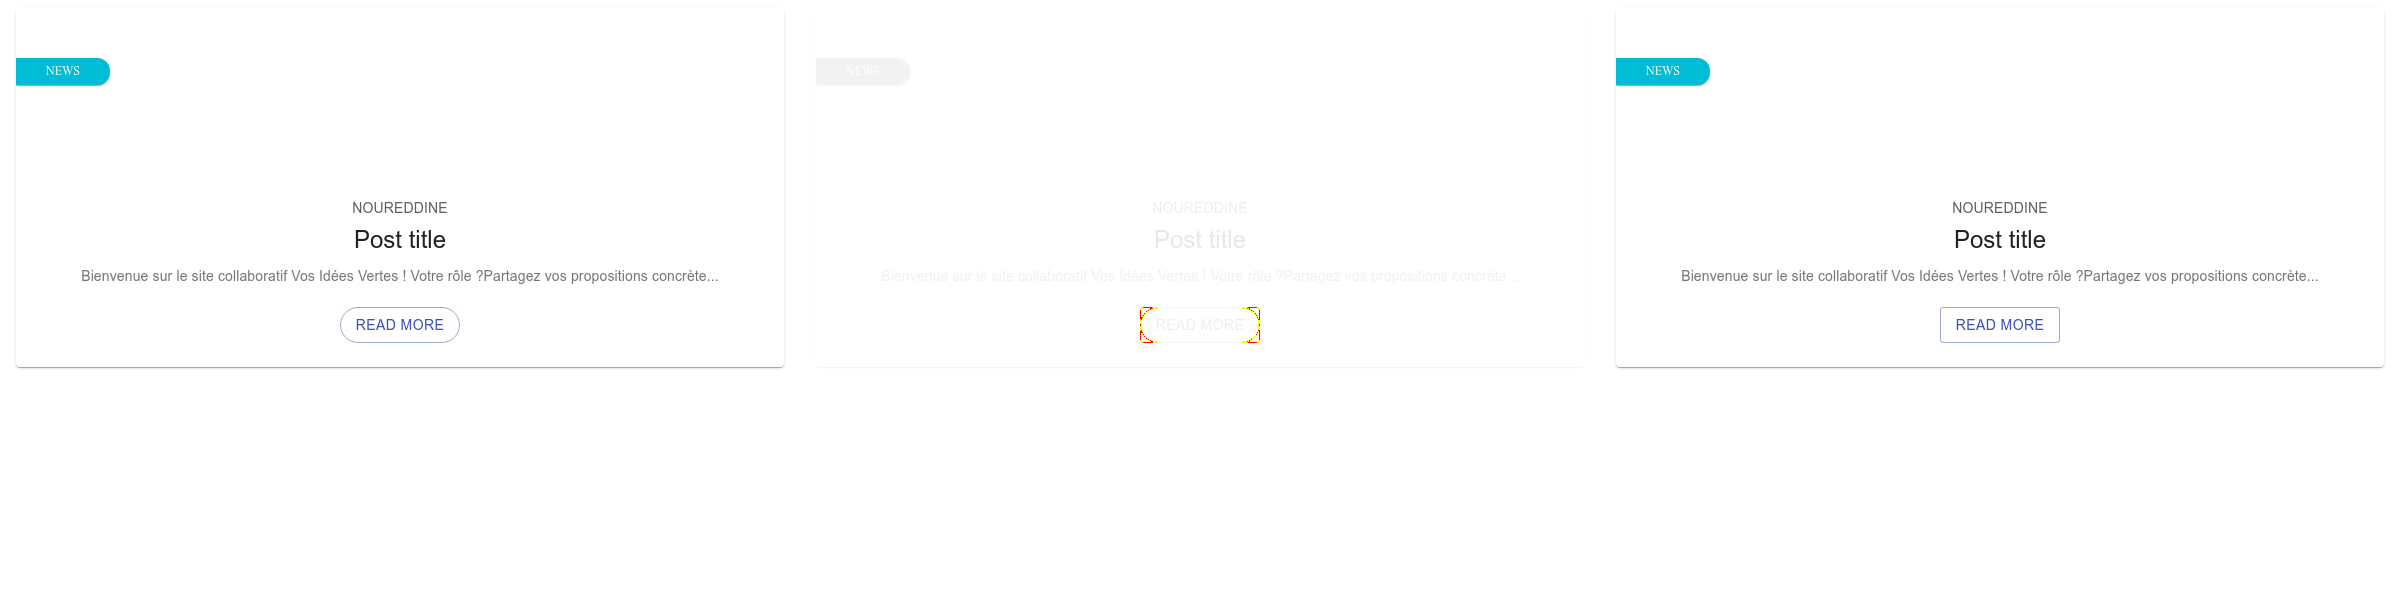 NEWS
NOUREDDINE
Post title
Bienvenue sur le site collaboratif Vos Idées Vertes ! Votre rôle ?Partagez vos propositions concrète...
READ MORE
NEWS
NOUREDDINE
Post title
Bienvenue sur le site collaboratif Vos Idées Vertes ! Votre rôle ?Partagez vos propositions concrète...
READ MORE
NEWS
NOUREDDINE
Post title
Bienvenue sur le site collaboratif Vos Idées Vertes ! Votre rôle ?Partagez vos propositions concrète...
READ MORE